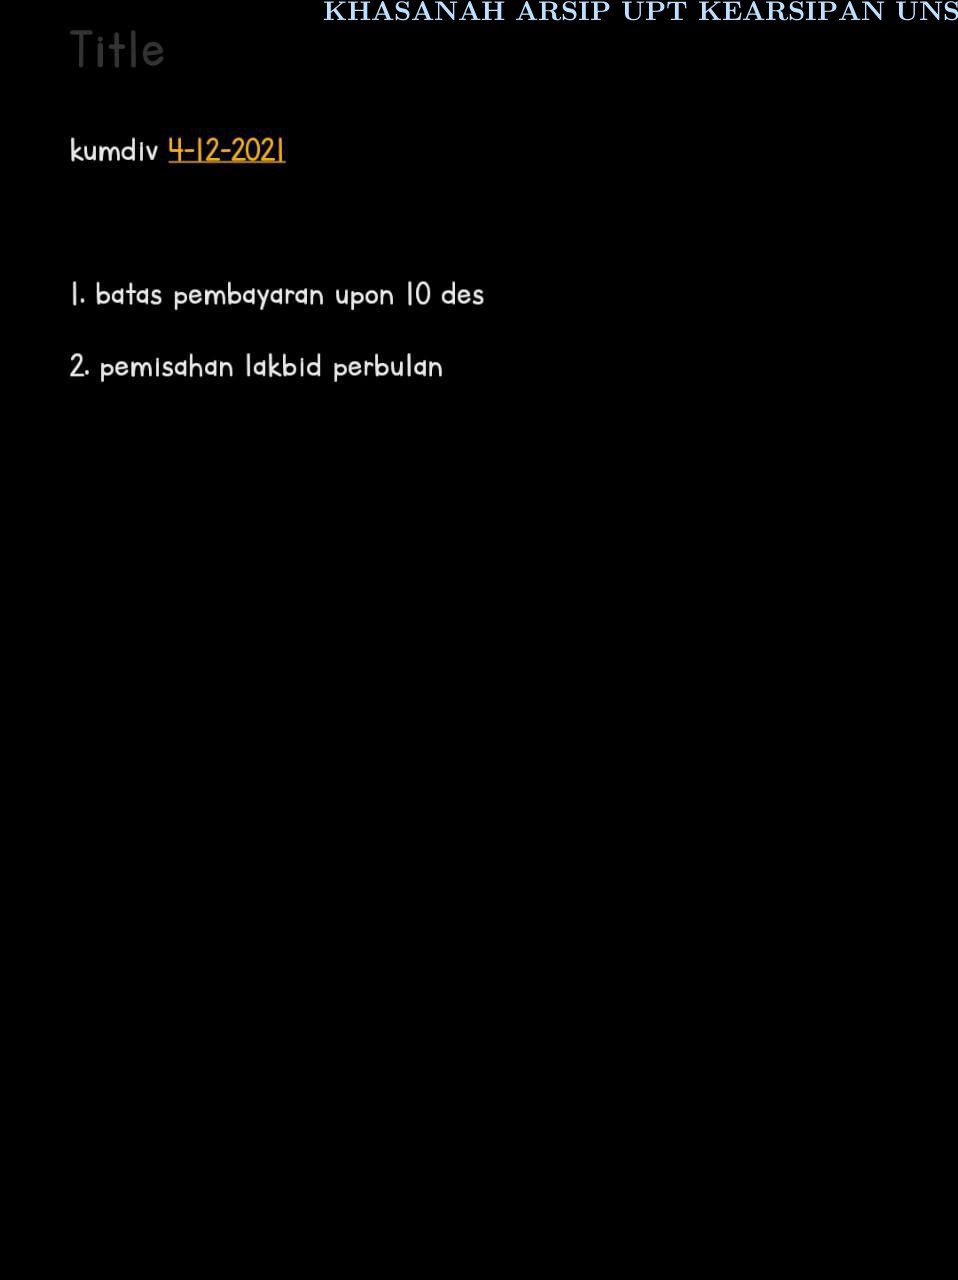 KHASANAH ARSIP UPT KEARSIPAN UNS
Title
kumdiv 4-12-2021
1. batas pembayaran upon 10 des
2. pemisahan lakbid perbulan